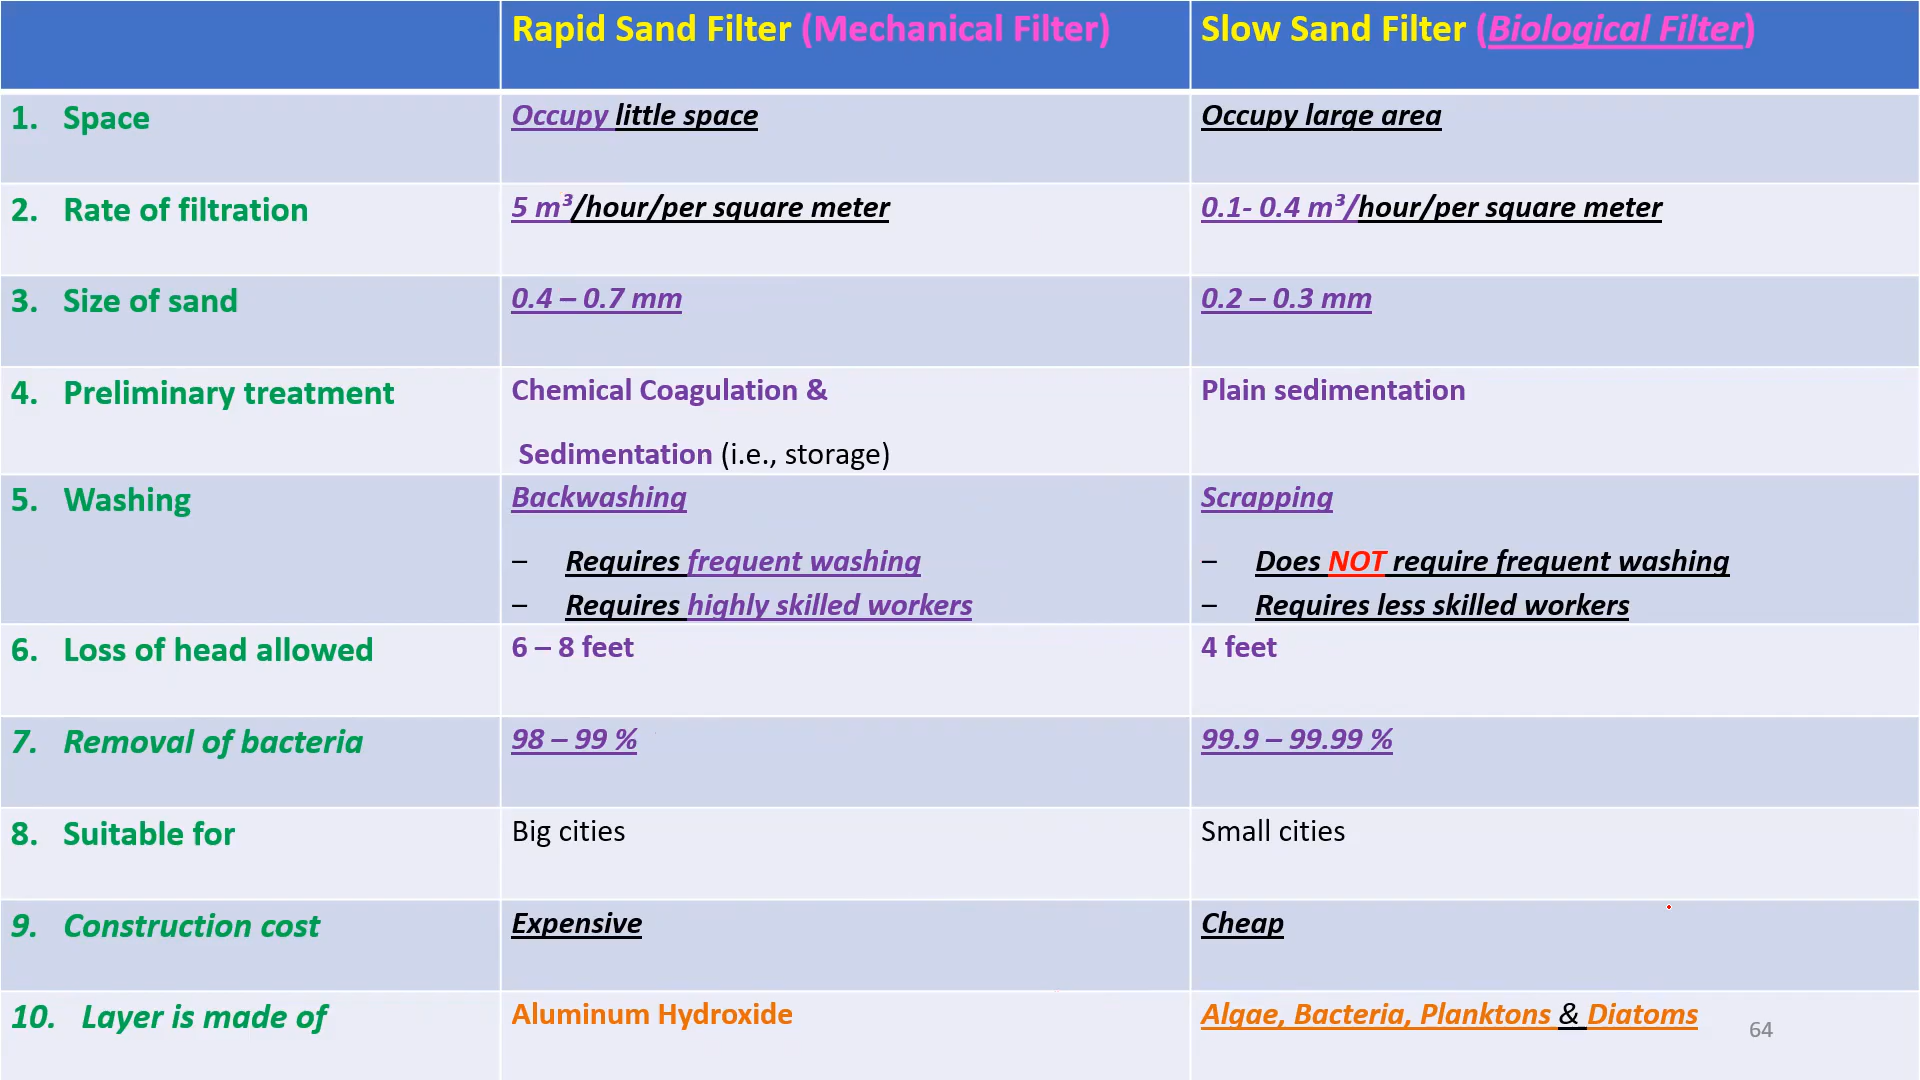 Rapid Sand Filter (Mechanical Filter)
Slow Sand Filter (Biological Filter)
1. Space
Occupy little space
Occupy large area
2. Rate of filtration
5 m³/hour/per square meter
0.1- 0.4 m³/hour/per square meter
3. Size of sand
0.4 – 0.7 mm
0.2 – 0.3 mm
4. Preliminary treatment
Chemical Coagulation &
Sedimentation (i.e., storage)
Plain sedimentation
5. Washing
Backwashing
– Requires frequent washing
– Requires highly skilled workers
Scrapping
– Does NOT require frequent washing
– Requires less skilled workers
6. Loss of head allowed
6 – 8 feet
4 feet
7. Removal of bacteria
98 – 99 %
99.9 – 99.99 %
8. Suitable for
Big cities
Small cities
9. Construction cost
Expensive
Cheap
10. Layer is made of
Aluminum Hydroxide
Algae, Bacteria, Planktons & Diatoms
64